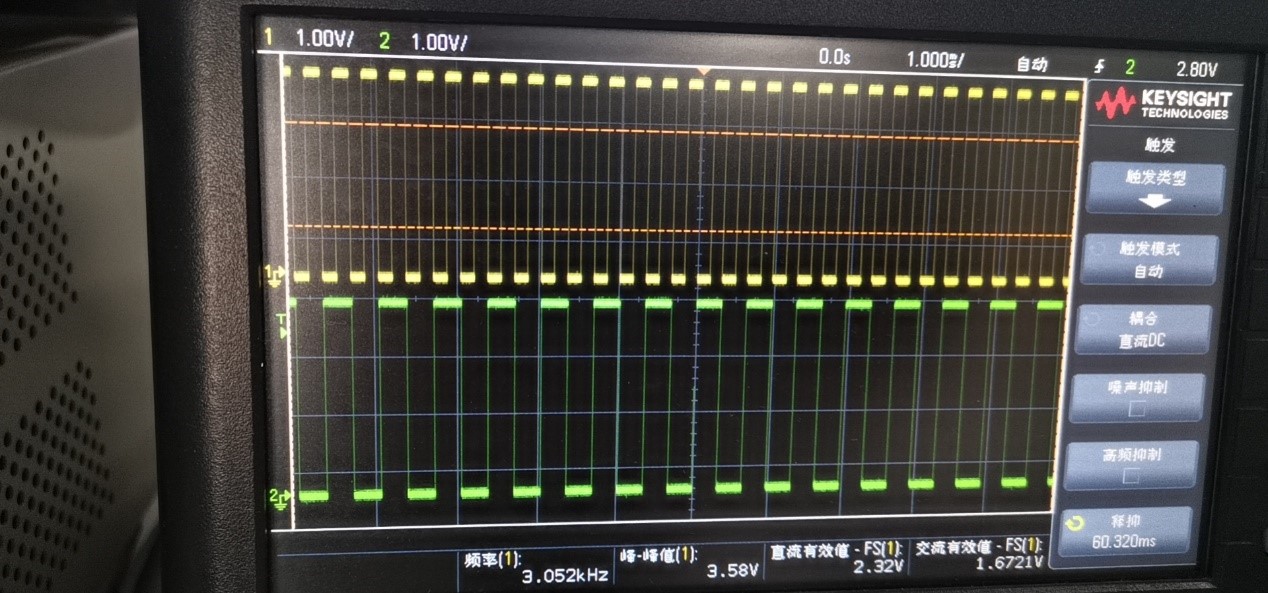 1 1.00V/ 2 1.00V/ 0.0s 1.000ms/ 自动 2 2.80V
KEYSIGHT
TECHNOLOGIES
触发
触发类型
触发模式
自动
1
耦合
直流DC
T
噪声抑制
高频抑制
2
释抑
60.320ms
频率(1):
3.052kHz
峰-峰值(1):
3.58V
直流有效值 - FS(1):
2.32V
交流有效值 - FS(1):
1.6721V